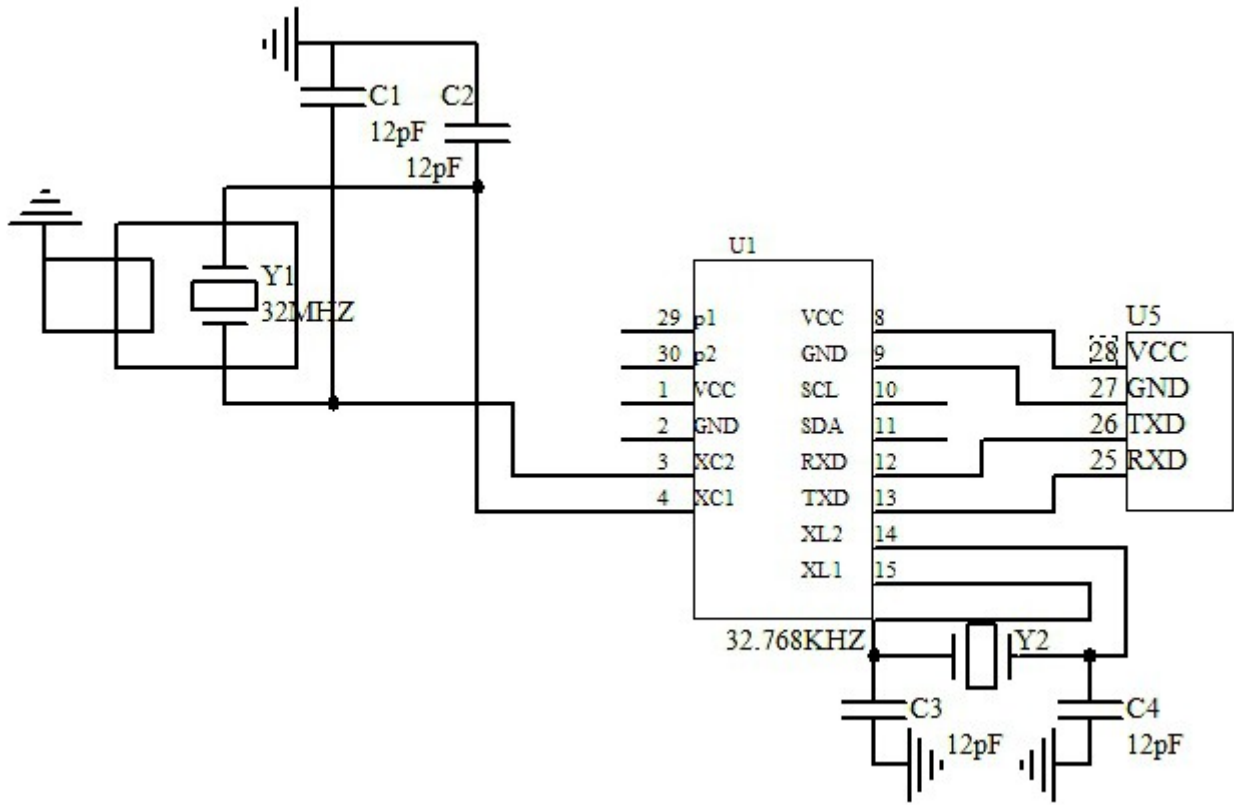 C1
C2
12pF
12pF
Y1
32MHZ
U1
29 p1
30 p2
1 VCC
2 GND
3 XC2
4 XC1
VCC 8
GND 9
SCL 10
SDA 11
RXD 12
TXD 13
XL2 14
XL1 15
U5
28 VCC
27 GND
26 TXD
25 RXD
32.768KHZ
Y2
C3
12pF
C4
12pF